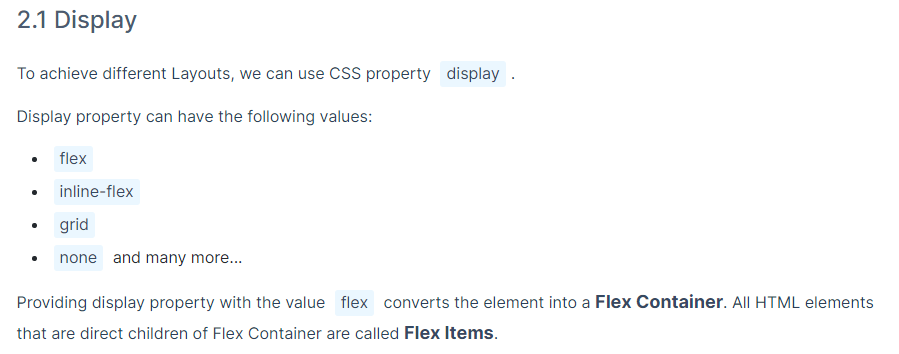 2.1 Display
To achieve different Layouts, we can use CSS property display .
Display property can have the following values:
• flex
• inline-flex
• grid
• none and many more...
Providing display property with the value flex converts the element into a Flex Container. All HTML elements
that are direct children of Flex Container are called Flex Items.